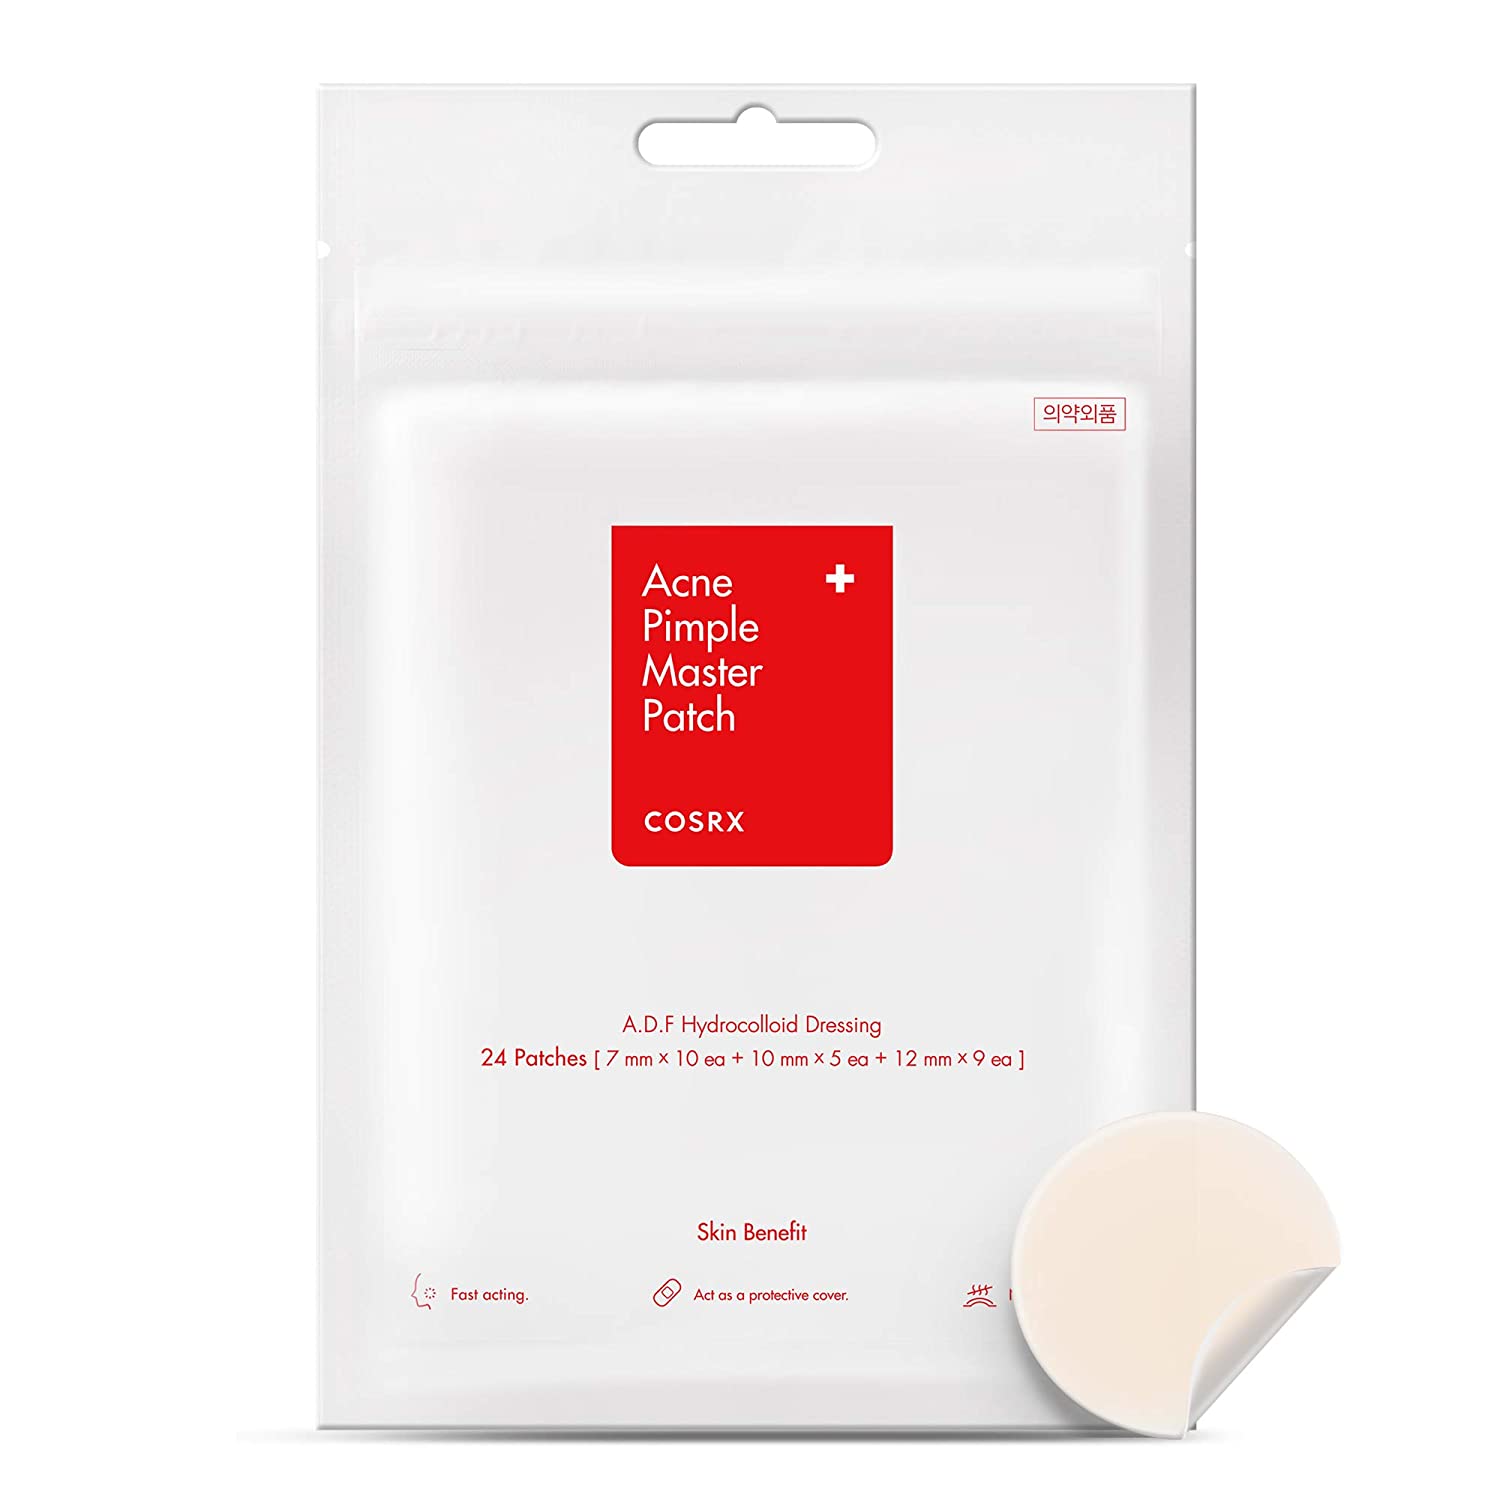 의약외품
Acne
Pimple
Master
Patch
COSRX
A.D.F Hydrocolloid Dressing
24 Patches [ 7 mm × 10 ea + 10 mm × 5 ea + 12 mm × 9 ea ]
Skin Benefit
Fast acting.
Act as a protective cover.